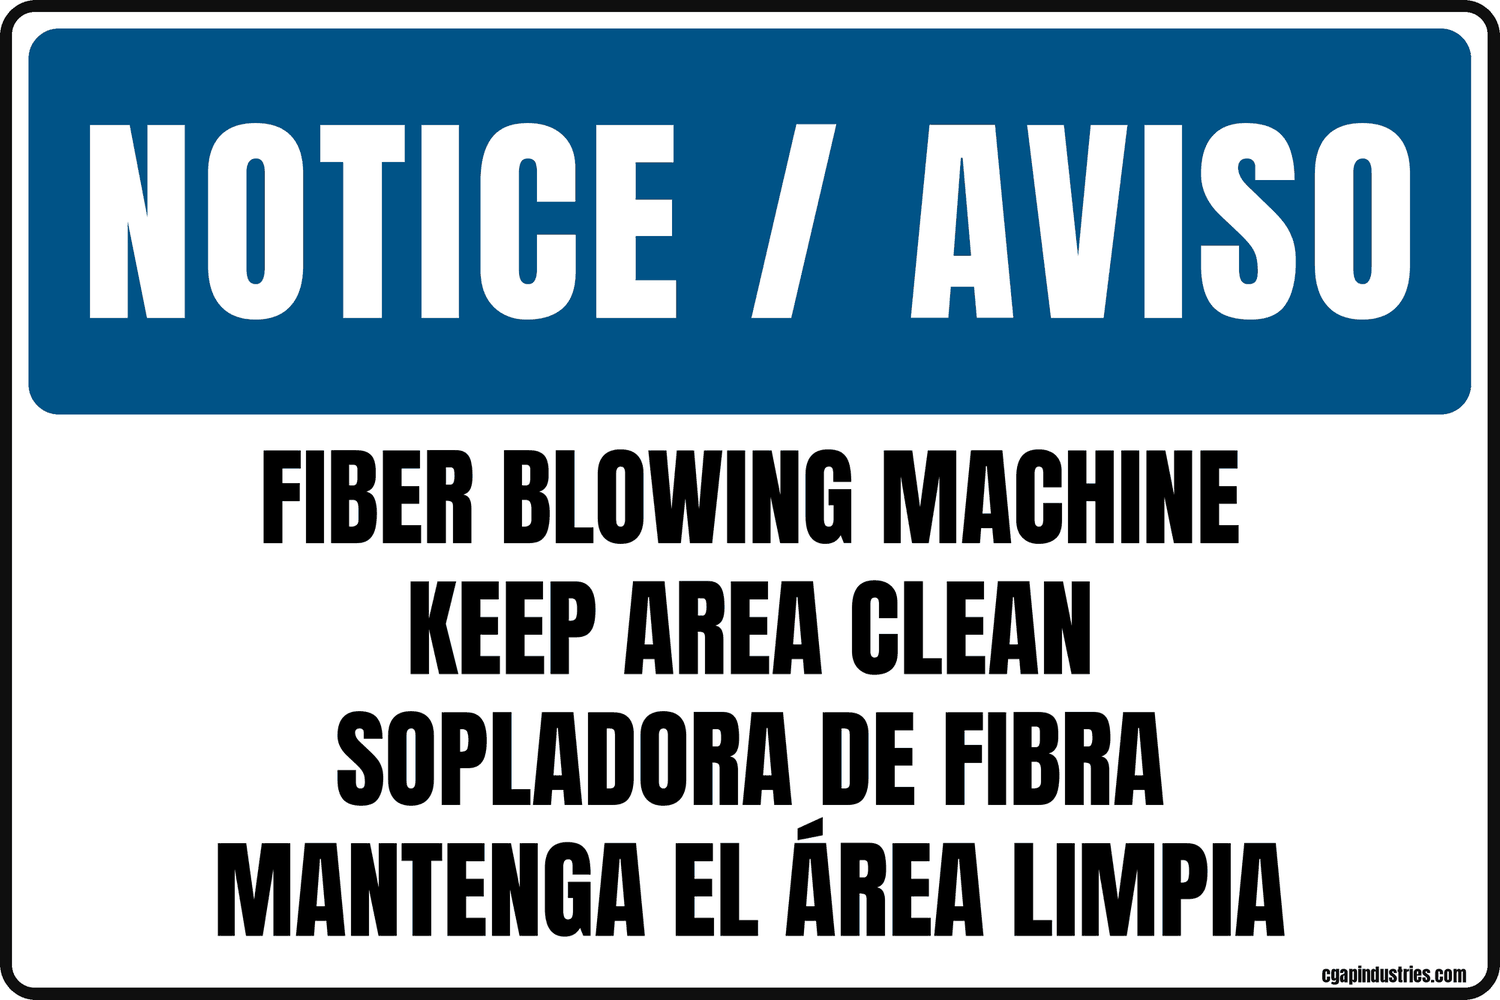 NOTICE / AVISO
FIBER BLOWING MACHINE
KEEP AREA CLEAN
SOPLADORA DE FIBRA
MANTENGA EL ÁREA LIMPIA
cgapindustries.com